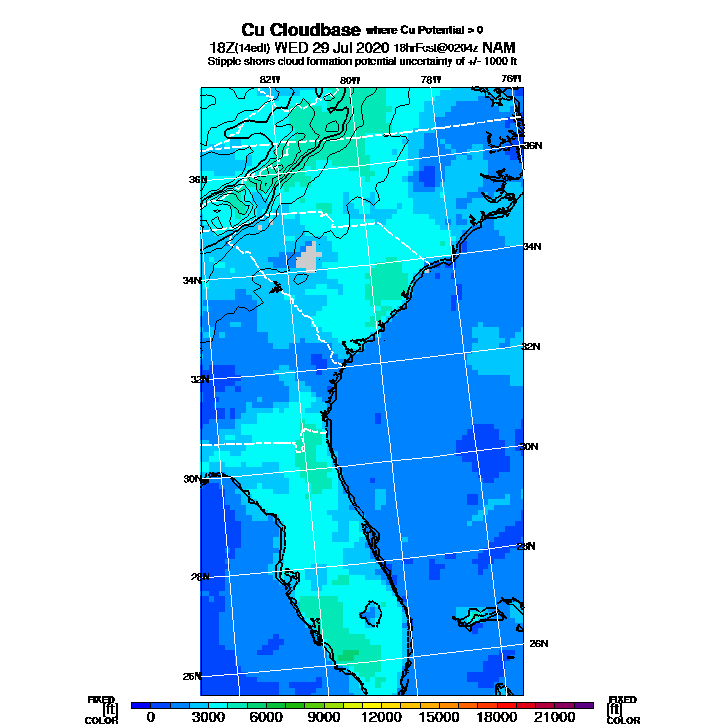 Cu Cloudbase where Cu Potential > 0
18Z(14edt) WED 29 Jul 2020 18hrFcst@0204z NAM
Stipple shows cloud formation potential uncertainty of +/- 1000 ft
82W 80W 78W 76W
36N
36N
34N
34N
32N
32N
30N
30N
28N
28N
26N
26N
FIXED [ft] COLOR
0 3000 6000 9000 12000 15000 18000 21000
FIXED [ft] COLOR